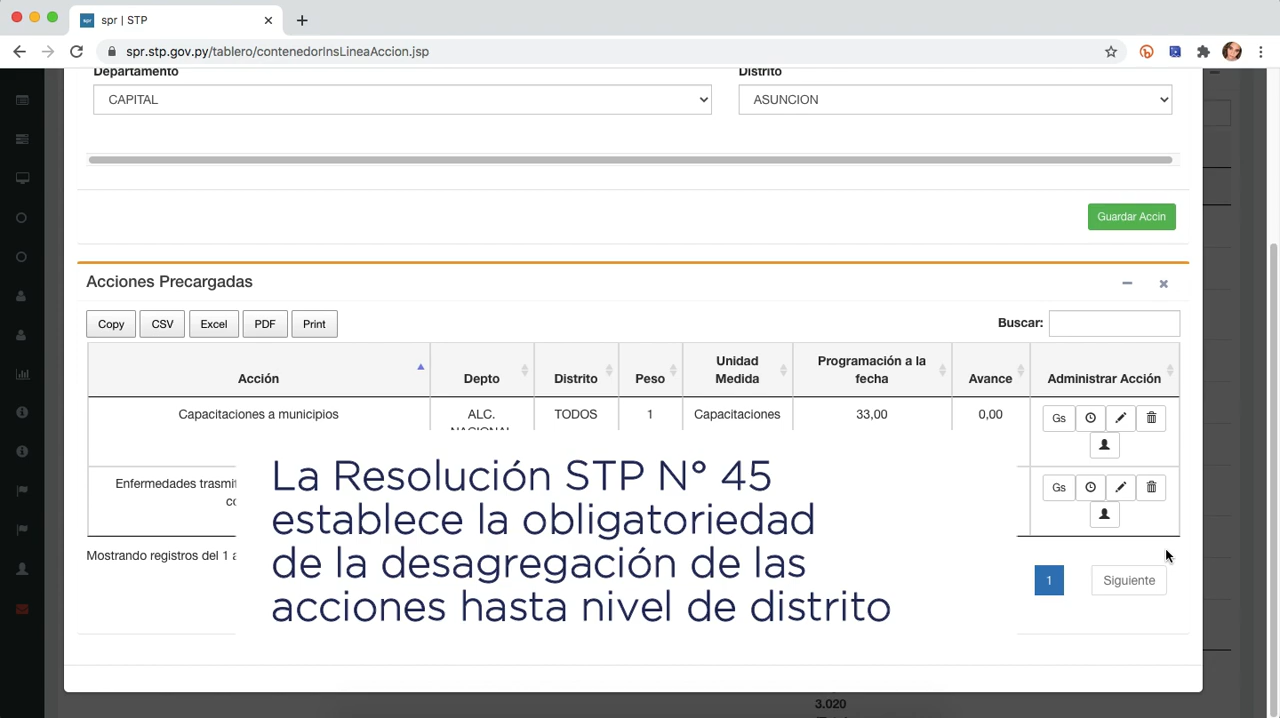 spr | STP
spr.stp.gov.py/tablero/contenedorInsLineaAccion.jsp
Departamento
Distrito
CAPITAL
ASUNCION
Guardar Accin
Acciones Precargadas
Copy
CSV
Excel
PDF
Print
Buscar:
Acción
Depto
Distrito
Peso
Unidad
Medida
Programación a la
fecha
Avance
Administrar Acción
Capacitaciones a municipios
ALC.
NACIONAL
TODOS
1
Capacitaciones
33,00
0,00
Gs
Enfermedades
Gs
Mostrando registros del 1
La Resolución STP N° 45
establece la obligatoriedad
de la desagregación de las
acciones hasta nivel de distrito
1
Siguiente
3.020